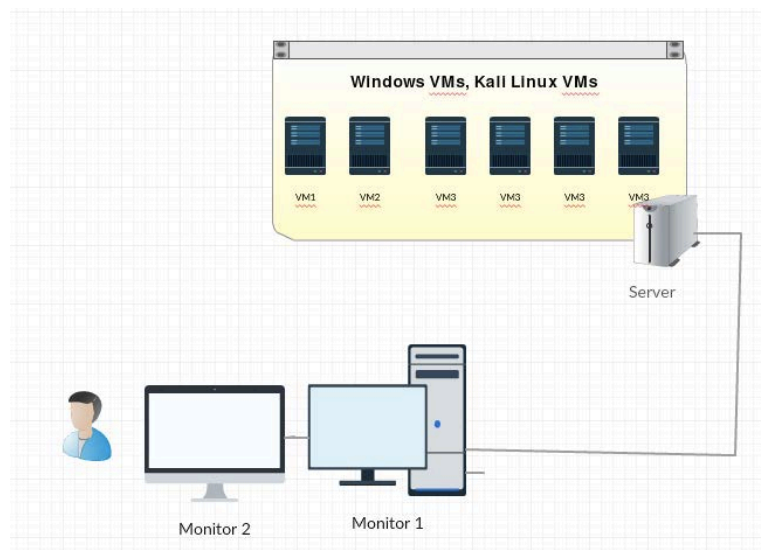 Windows VMs, Kali Linux VMs
VM1 VM2 VM3 VM3 VM3 VM3
Server
Monitor 2 Monitor 1